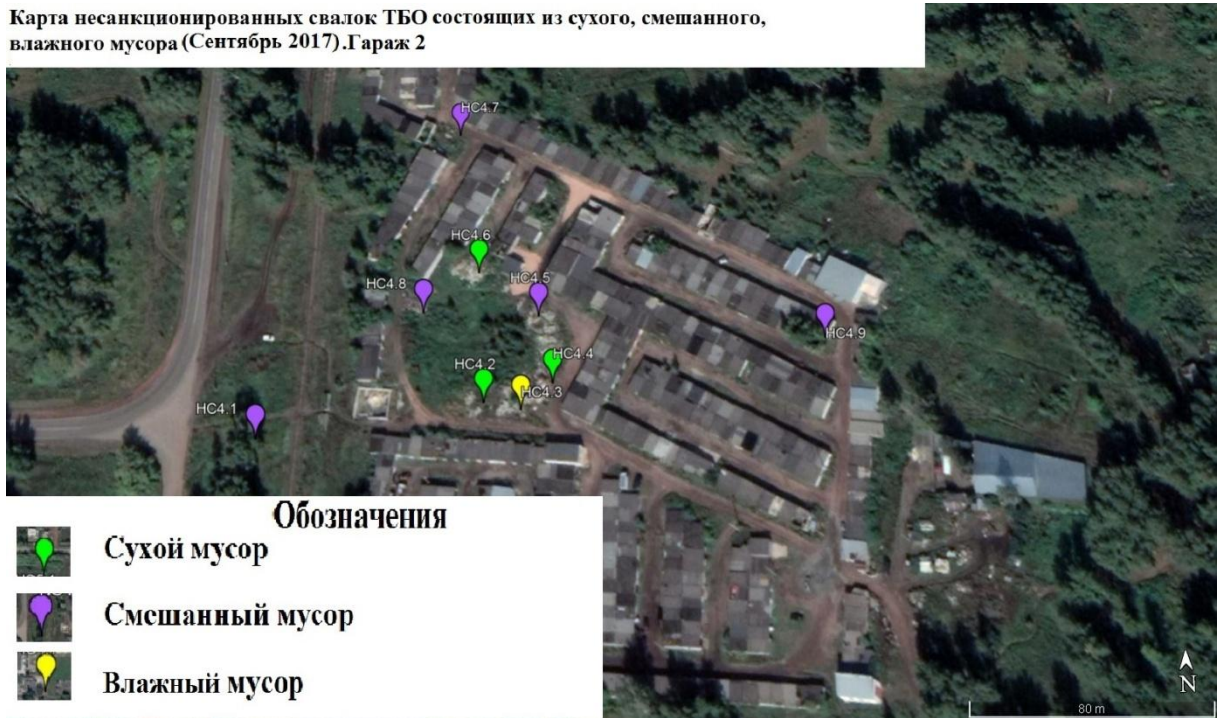 Карта несанкционированных свалок ТБО состоящих из сухого, смешанного,
влажного мусора (Сентябрь 2017).Гараж 2
НС4.7
НС4.6
НС4.8
НС4.5
НС4.9
НС4.4
НС4.2
НС4.3
НС4.1
Обозначения
Сухой мусор
Смешанный мусор
Влажный мусор
N
80 m